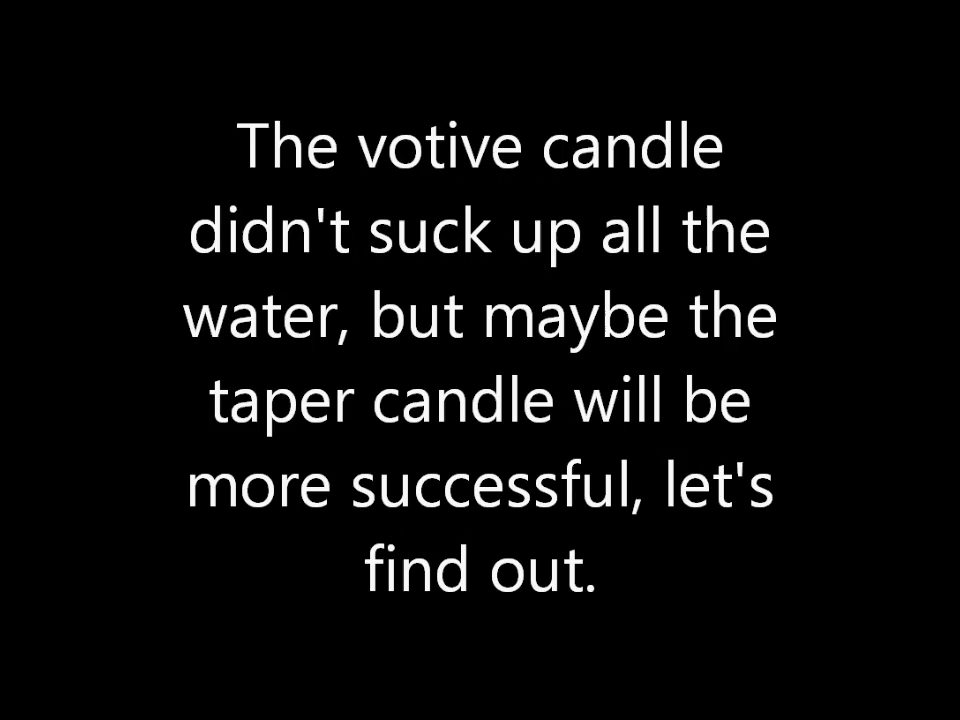 The votive candle
didn't suck up all the
water, but maybe the
taper candle will be
more successful, let's
find out.